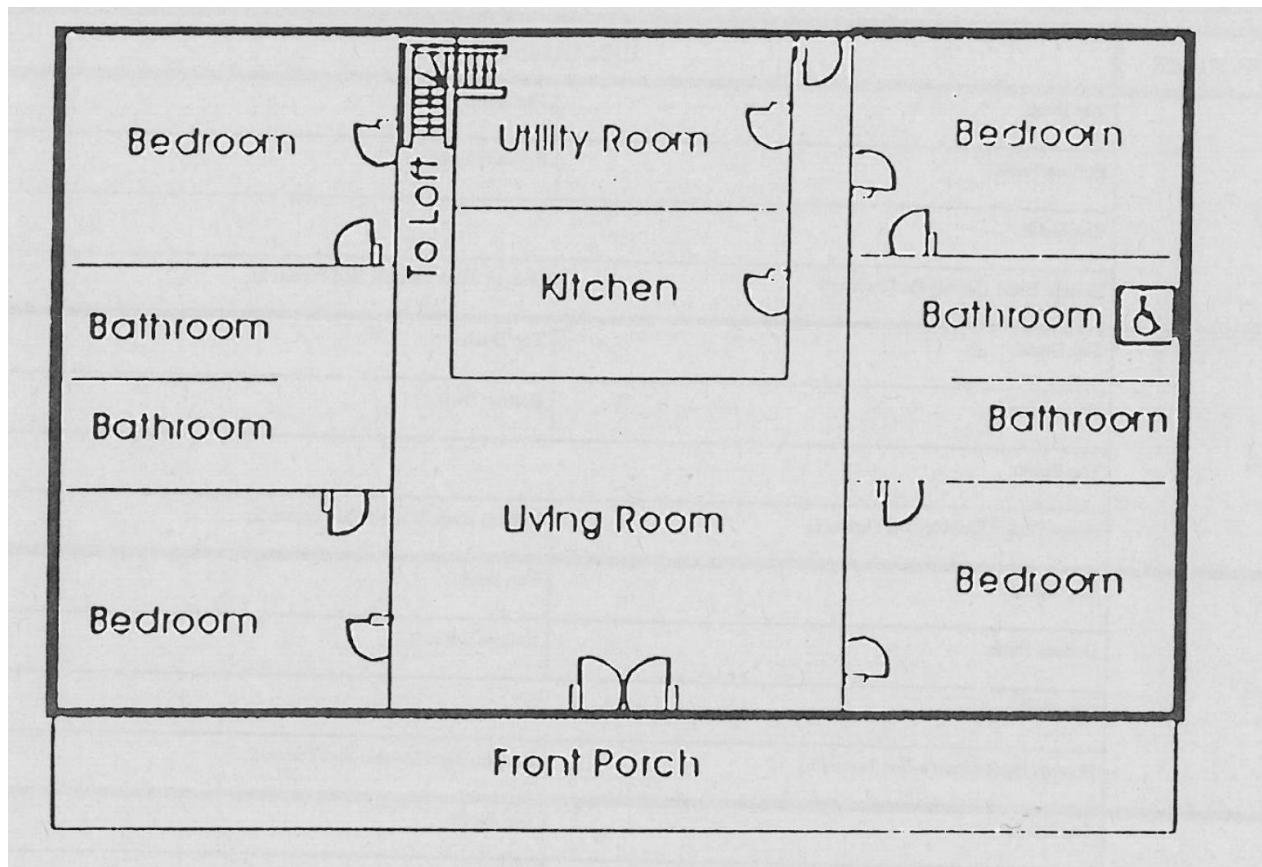 Bedroom
Utility Room
Bedroom
To Loft
Kitchen
Bathroom
Bathroom
Bathroom
Bathroom
Living Room
Bedroom
Bedroom
Front Porch